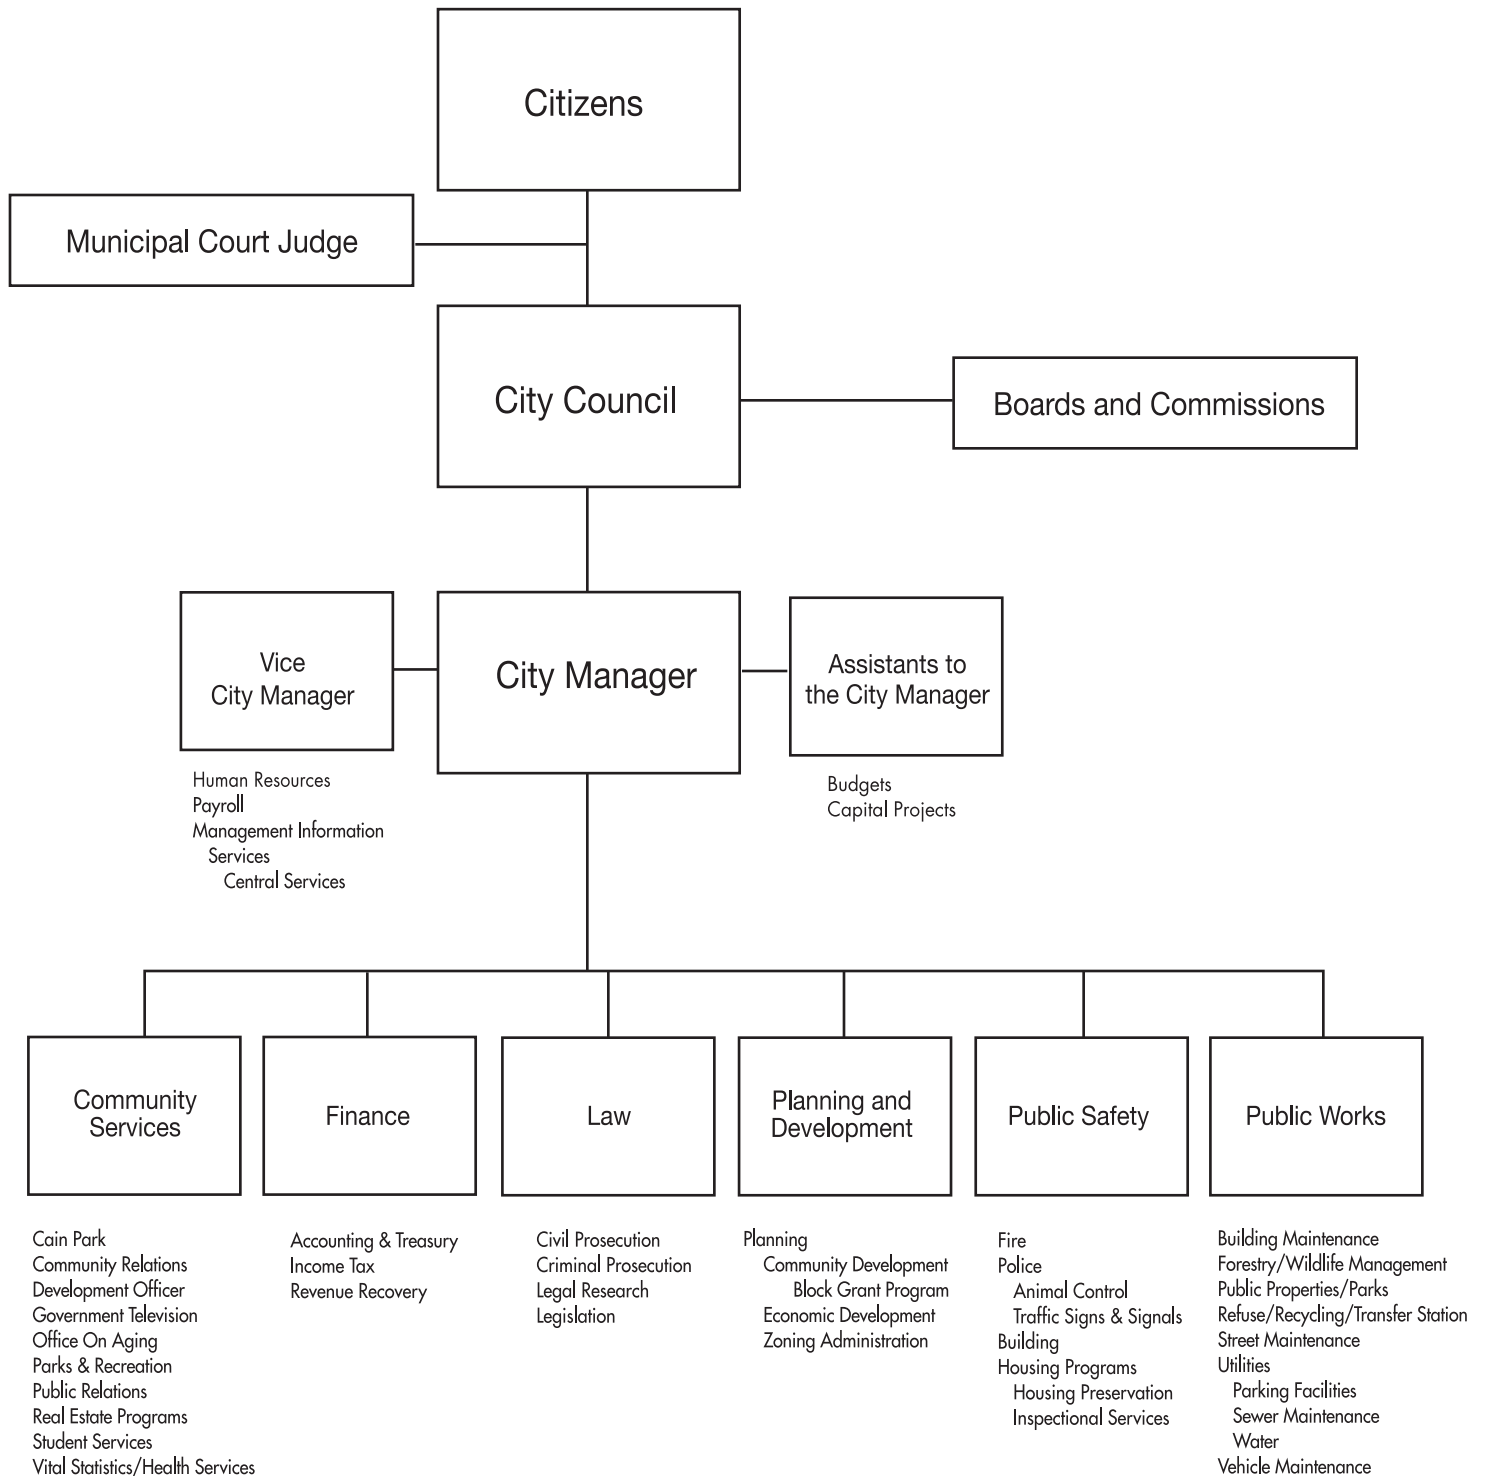 Citizens
Municipal Court Judge
City Council
Boards and Commissions
Vice
City Manager
City Manager
Assistants to
the City Manager
Human Resources
Payroll
Management Information
Services
Central Services
Budgets
Capital Projects
Community
Services
Finance
Law
Planning and
Development
Public Safety
Public Works
Cain Park
Community Relations
Development Officer
Government Television
Office On Aging
Parks & Recreation
Public Relations
Real Estate Programs
Student Services
Vital Statistics/Health Services
Accounting & Treasury
Income Tax
Revenue Recovery
Civil Prosecution
Criminal Prosecution
Legal Research
Legislation
Planning
Community Development
Block Grant Program
Economic Development
Zoning Administration
Fire
Police
Animal Control
Traffic Signs & Signals
Building
Housing Programs
Housing Preservation
Inspectional Services
Building Maintenance
Forestry/Wildlife Management
Public Properties/Parks
Refuse/Recycling/Transfer Station
Street Maintenance
Utilities
Parking Facilities
Sewer Maintenance
Water
Vehicle Maintenance